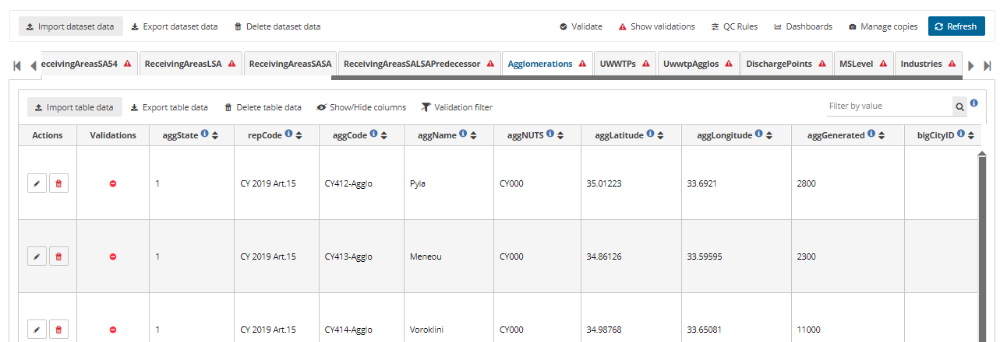 Import dataset data Export dataset data Delete dataset data Validate Show validations QC Rules Dashboards Manage copies Refresh
eceivingAreasSA54 ReceivingAreasLSA ReceivingAreasSASA ReceivingAreasSALSAPredecessor Agglomerations UWWTPs UwwtpAgglos DischargePoints MSLevel Industries
Import table data Export table data Delete table data Show/Hide columns Validation filter Filter by value
Actions Validations aggState repCode aggCode aggName aggNUTS aggLatitude aggLongitude aggGenerated bigCityID
1 CY 2019 Art.15 CY412-Agglo Pyla CY000 35.01223 33.6921 2800
1 CY 2019 Art.15 CY413-Agglo Meneou CY000 34.86126 33.59595 2300
1 CY 2019 Art.15 CY414-Agglo Voroklini CY000 34.98768 33.65081 11000